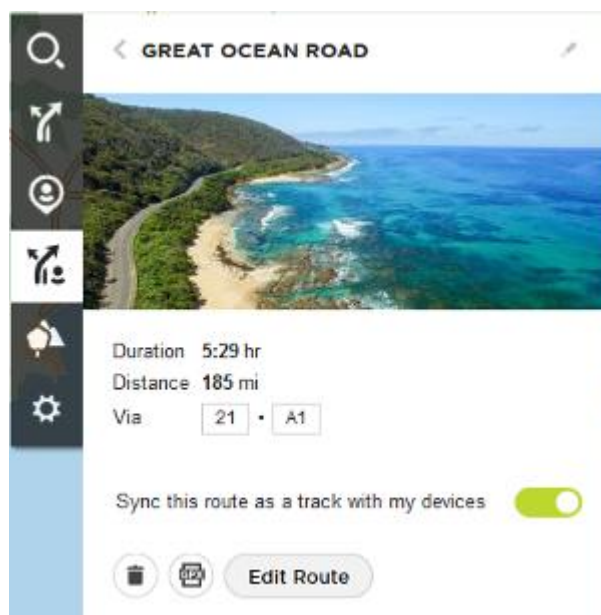 GREAT OCEAN ROAD
Duration 5:29 hr
Distance 185 mi
Via 21 • A1
Sync this route as a track with my devices
Edit Route